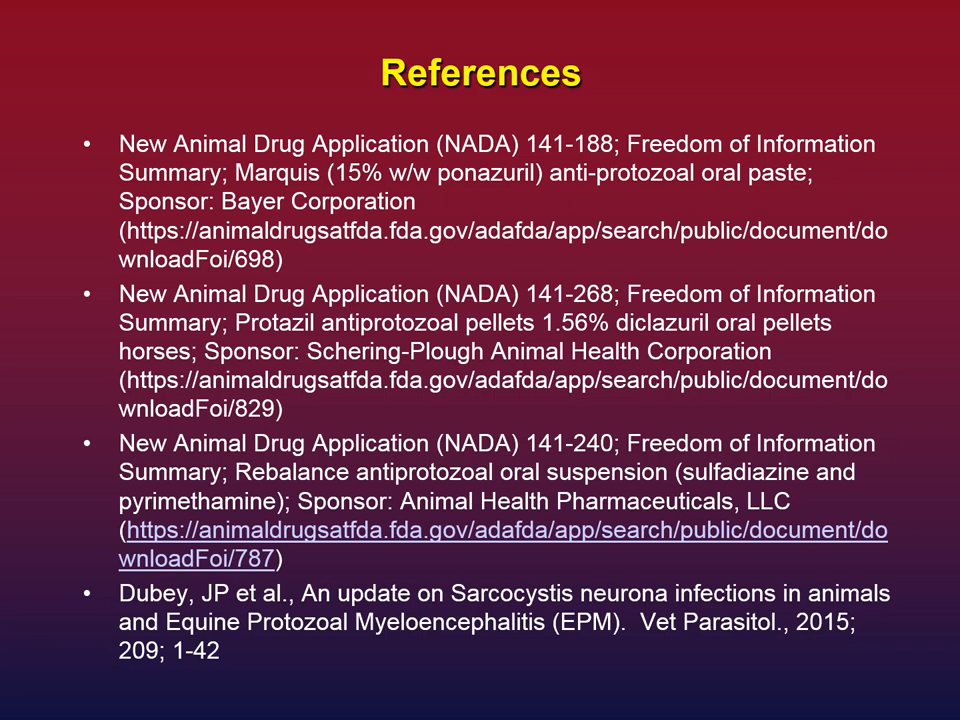 References
• New Animal Drug Application (NADA) 141-188; Freedom of Information
Summary; Marquis (15% w/w ponazuril) anti-protozoal oral paste;
Sponsor: Bayer Corporation
(https://animaldrugsatfda.fda.gov/adafda/app/search/public/document/do
wnloadFoi/698)
• New Animal Drug Application (NADA) 141-268; Freedom of Information
Summary; Protazil antiprotozoal pellets 1.56% diclazuril oral pellets
horses; Sponsor: Schering-Plough Animal Health Corporation
(https://animaldrugsatfda.fda.gov/adafda/app/search/public/document/do
wnloadFoi/829)
• New Animal Drug Application (NADA) 141-240; Freedom of Information
Summary; Rebalance antiprotozoal oral suspension (sulfadiazine and
pyrimethamine); Sponsor: Animal Health Pharmaceuticals, LLC
(https://animaldrugsatfda.fda.gov/adafda/app/search/public/document/do
wnloadFoi/787)
• Dubey, JP et al., An update on Sarcocystis neurona infections in animals
and Equine Protozoal Myeloencephalitis (EPM).  Vet Parasitol., 2015;
209; 1-42